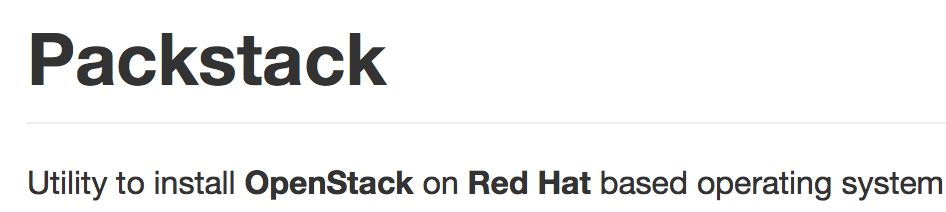 Packstack
Utility to install OpenStack on Red Hat based operating system